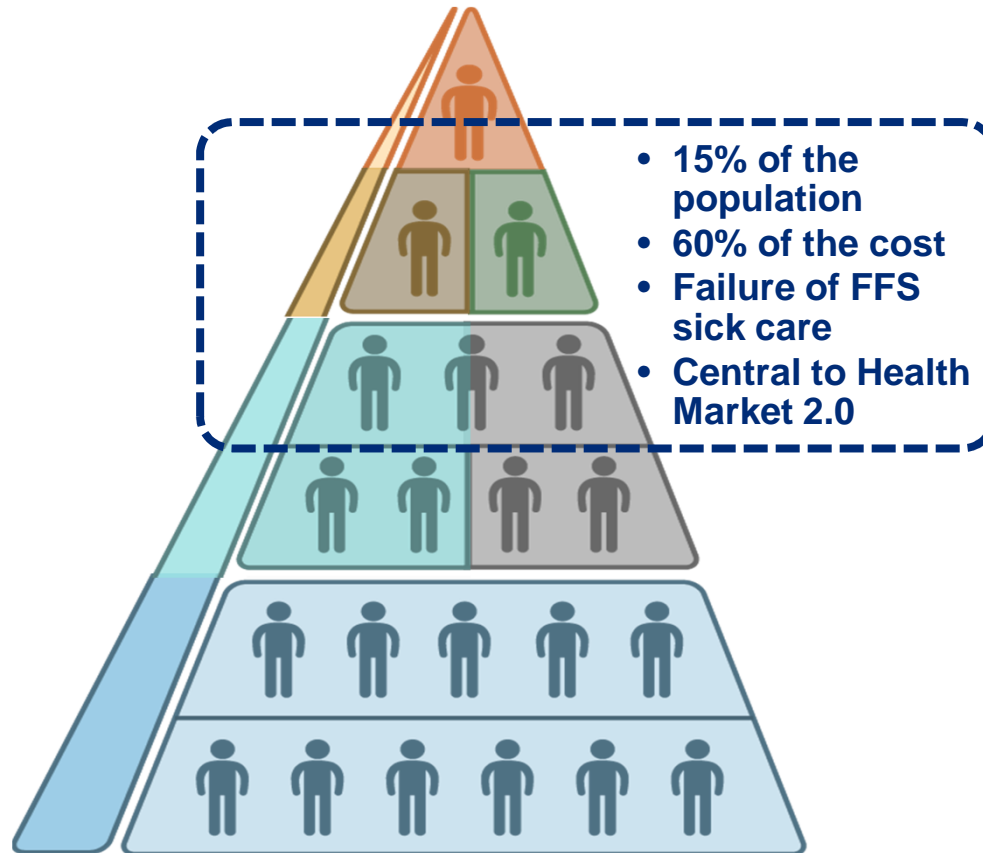 • 15% of the
population
• 60% of the cost
• Failure of FFS
sick care
• Central to Health
Market 2.0